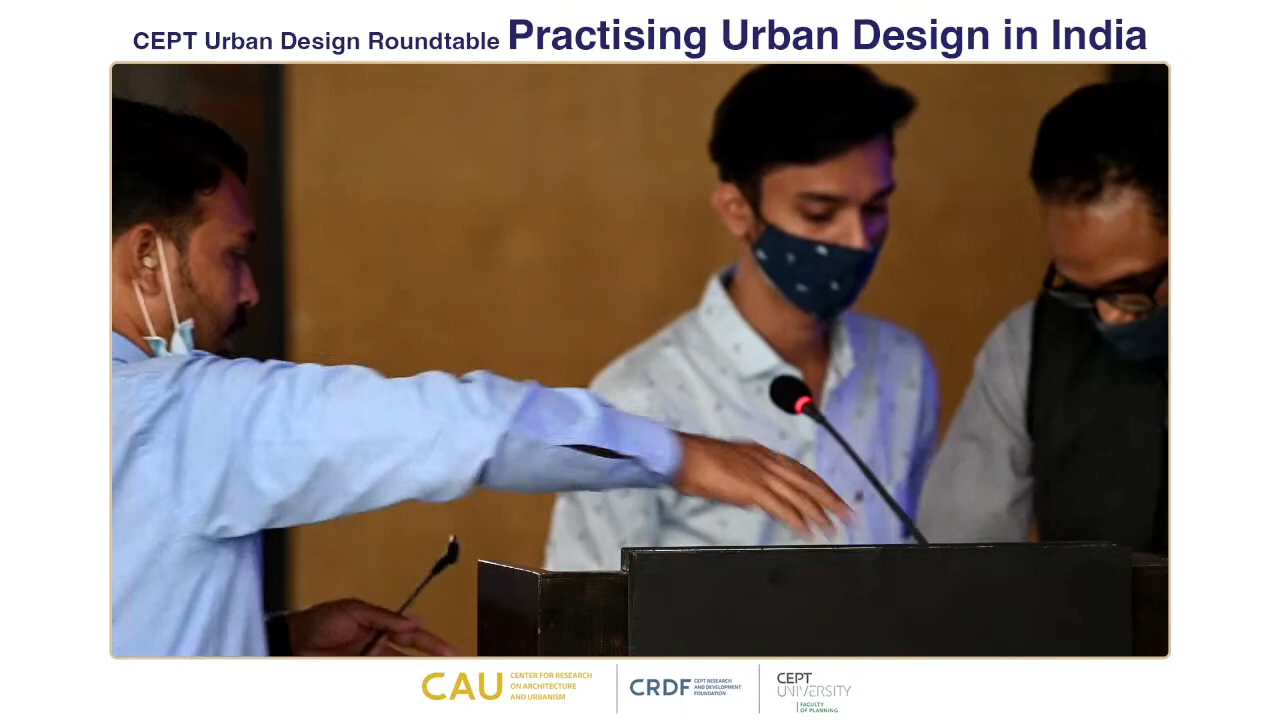 CEPT Urban Design Roundtable Practising Urban Design in India
CAU CENTER FOR RESEARCH
ON ARCHITECTURE
AND URBANISM
CRDF CEPT RESEARCH
AND DEVELOPMENT
FOUNDATION
CEPT
UNIVERSITY
FACULTY
OF PLANNING